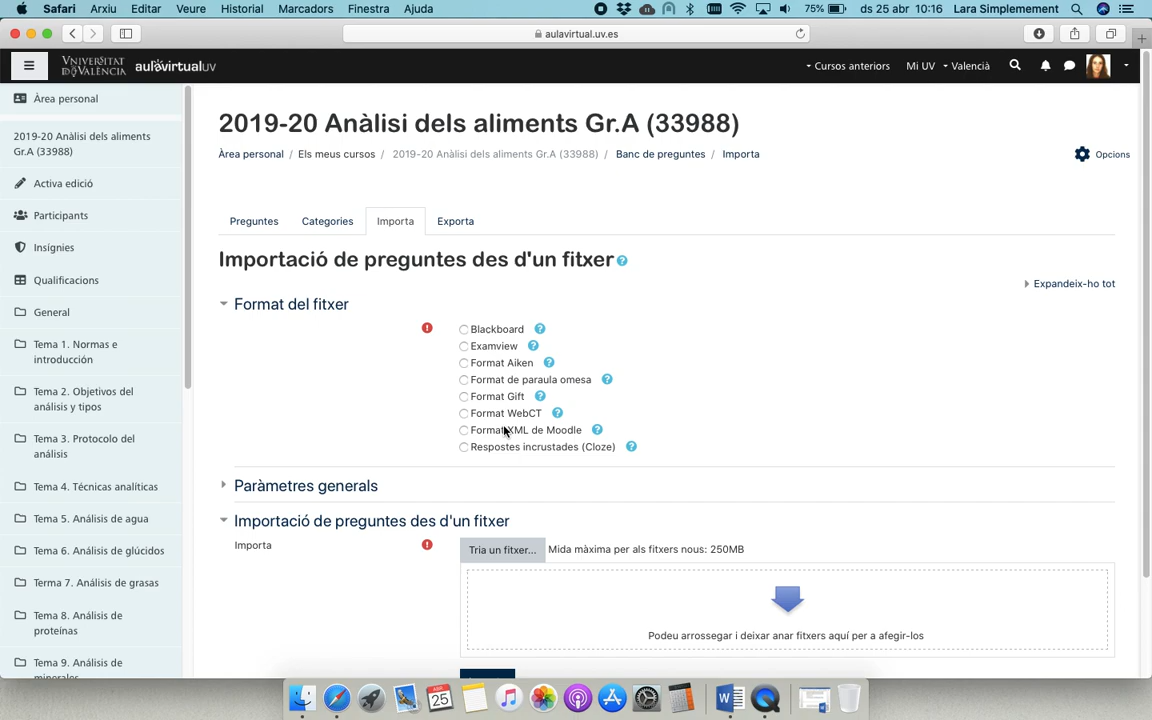 Safari Arxiu Editar Veure Historial Marcadors Finestra Ajuda 75% ds 25 abr 10:16 Lara Simplemement
aulavirtual.uv.es
VNIVERSITAT DE VALÈNCIA aulavirtualuv Cursos anteriors Mi UV Valencià
Àrea personal
2019-20 Anàlisi dels aliments
Gr.A (33988)
Activa edició
Participants
Insígnies
Qualificacions
General
Tema 1. Normas e
introducción
Tema 2. Objetivos del
análisis y tipos
Tema 3. Protocolo del
análisis
Tema 4. Técnicas analíticas
Tema 5. Análisis de agua
Tema 6. Análisis de glúcidos
Terma 7. Análisis de grasas
Tema 8. Análisis de
proteínas
Tema 9. Análisis de
minerales
2019-20 Anàlisi dels aliments Gr.A (33988)
Àrea personal / Els meus cursos / 2019-20 Anàlisi dels aliments Gr.A (33988) / Banc de preguntes / Importa
Opcions
Preguntes Categories Importa Exporta
Importació de preguntes des d'un fitxer
Expandeix-ho tot
Format del fitxer
Blackboard
Examview
Format Aiken
Format de paraula omesa
Format Gift
Format WebCT
Format XML de Moodle
Respostes incrustades (Cloze)
Paràmetres generals
Importació de preguntes des d'un fitxer
Importa
Tria un fitxer... Mida màxima per als fitxers nous: 250MB
Podeu arrossegar i deixar anar fitxers aquí per a afegir-los
ABR
25